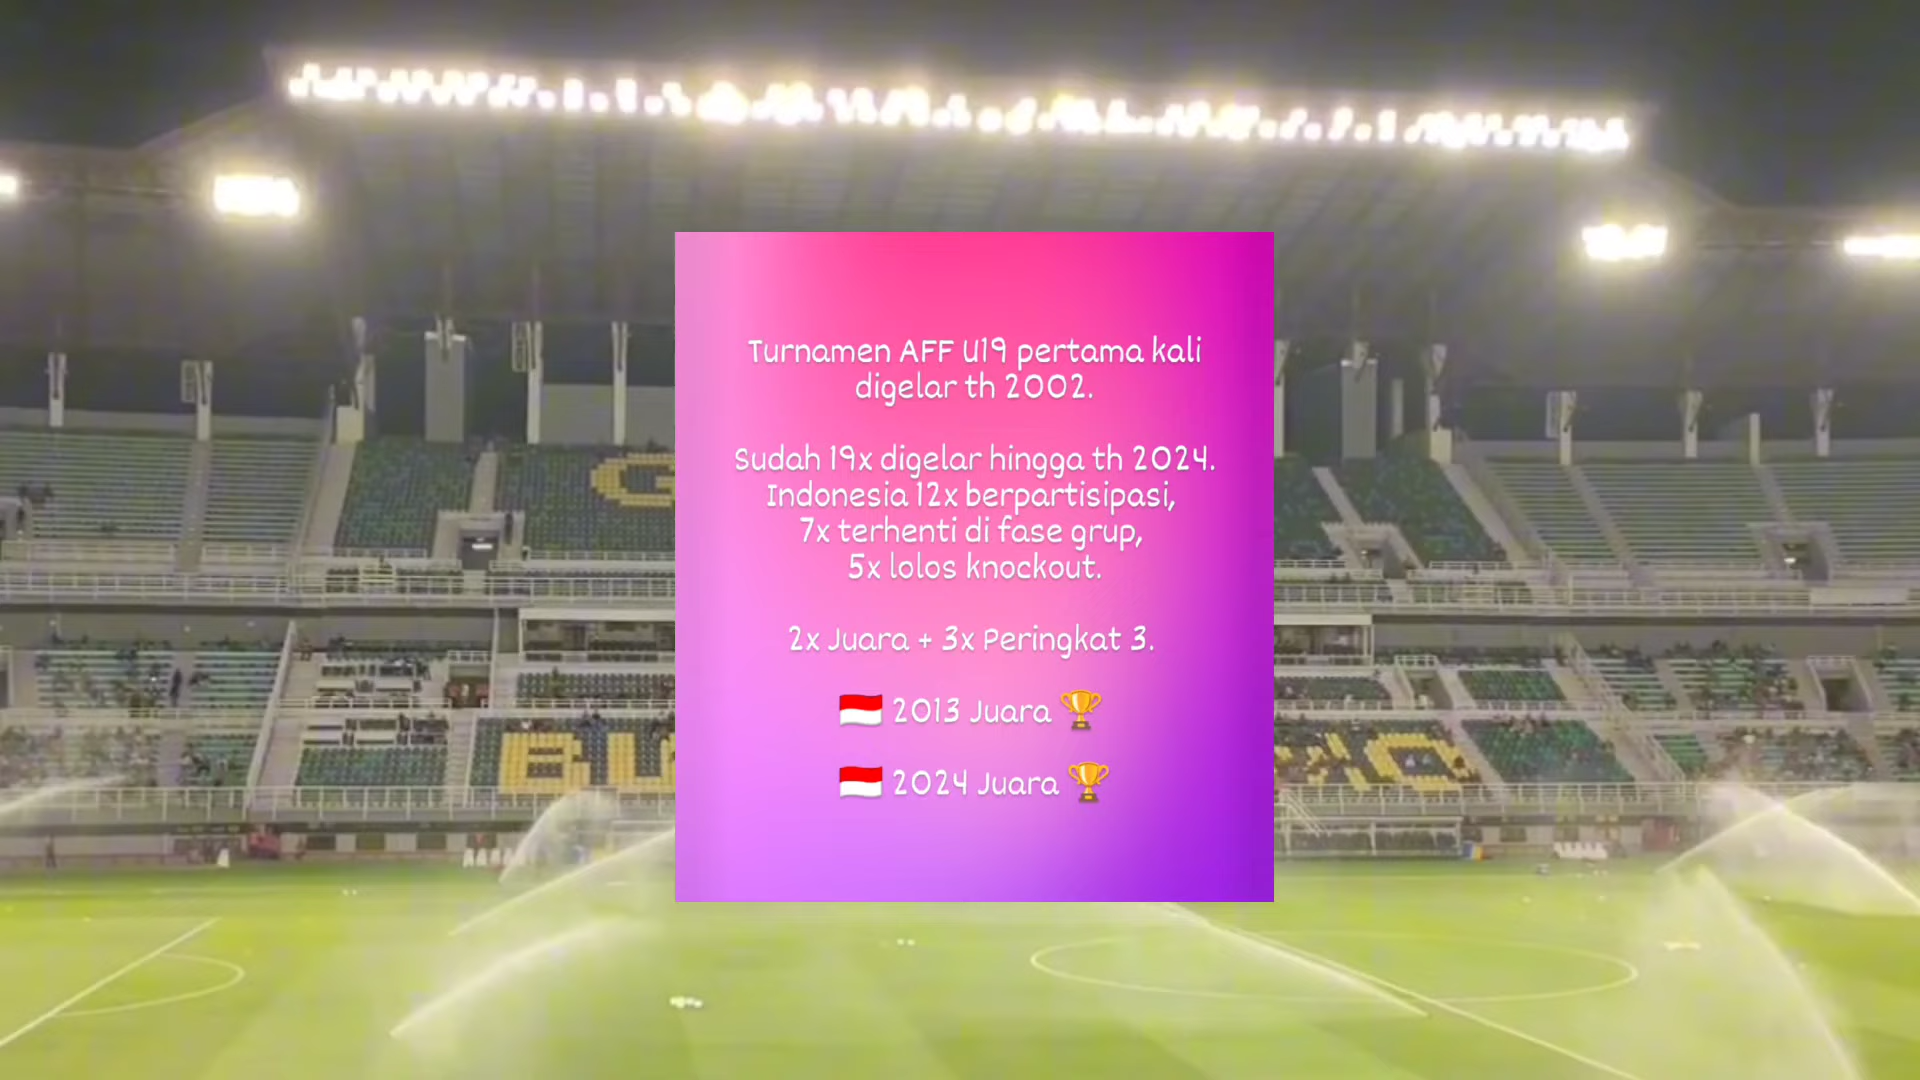 Turnamen AFF U19 pertama kali
digelar th 2002.
Sudah 19x digelar hingga th 2024.
Indonesia 12x berpartisipasi,
7x terhenti di fase grup,
5x lolos knockout.
2x Juara + 3x Peringkat 3.
🇮🇩 2013 Juara 🏆
🇮🇩 2024 Juara 🏆